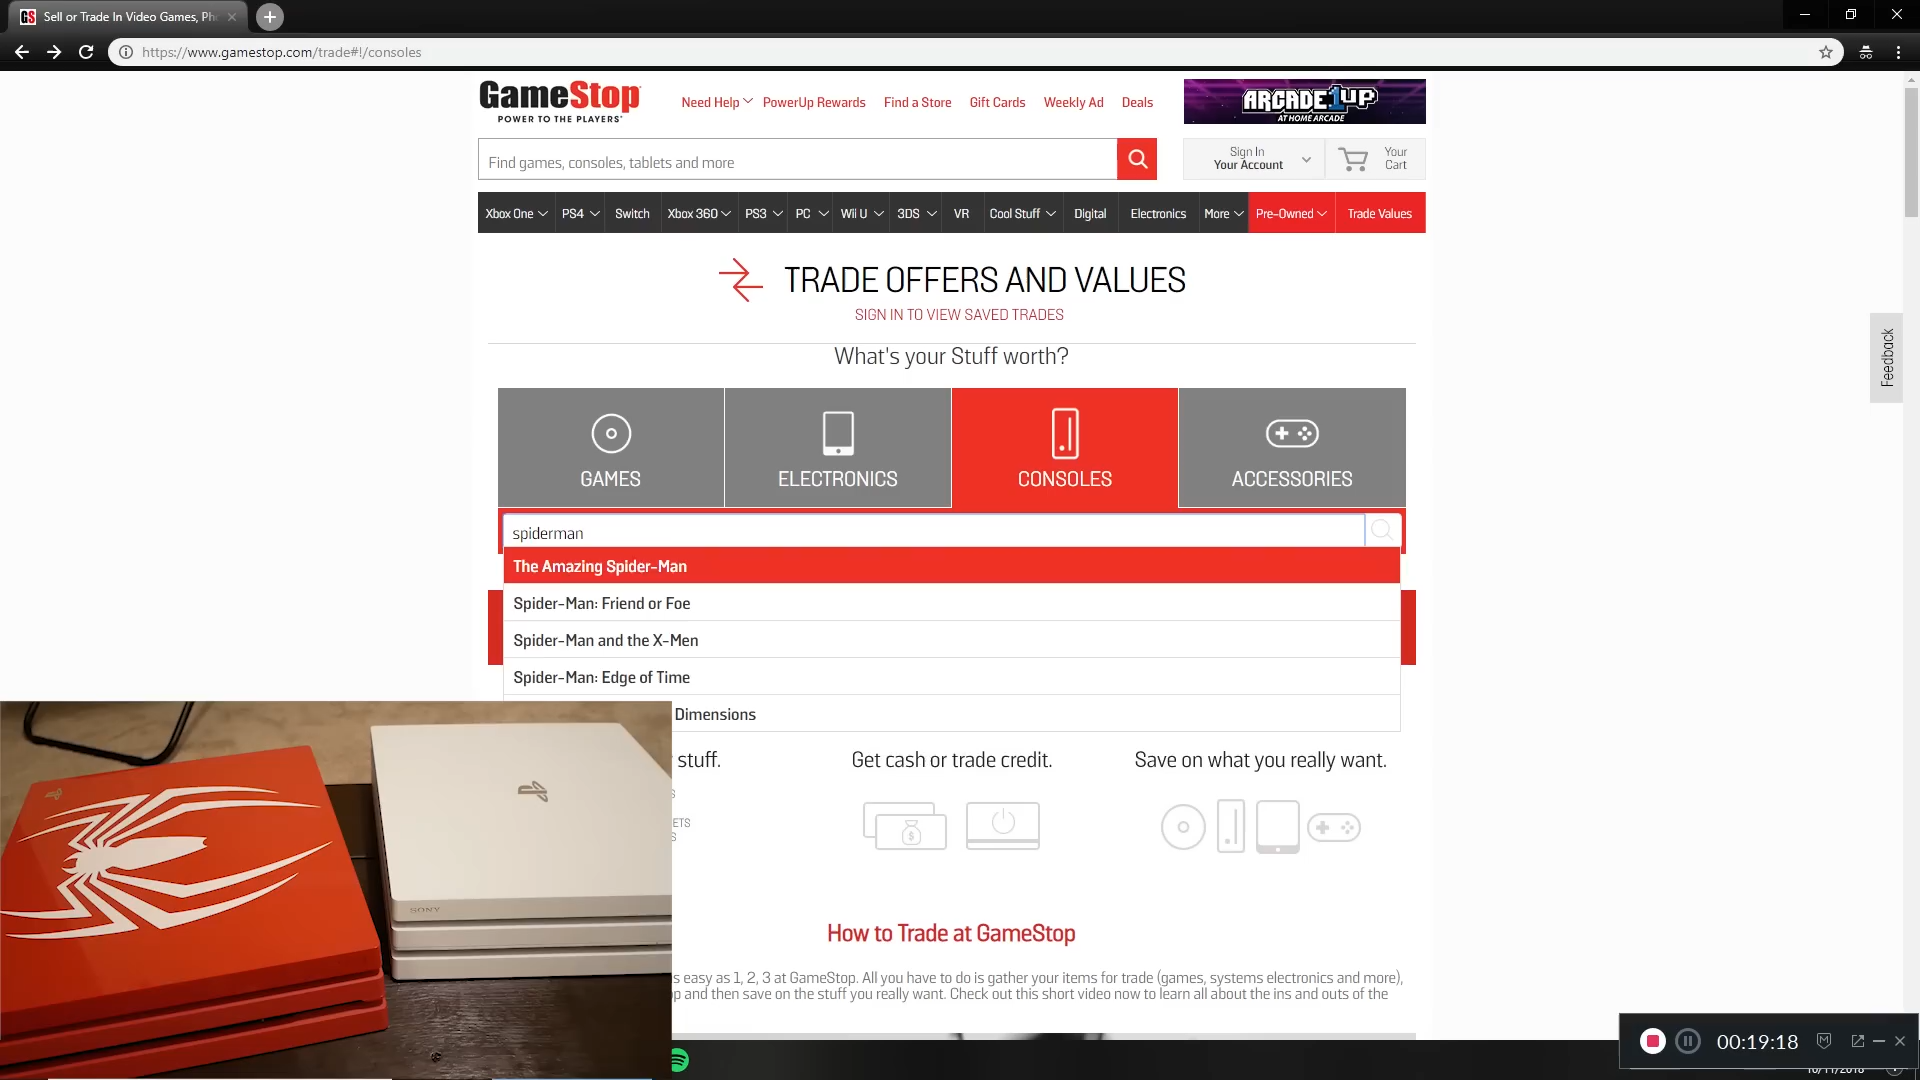 Sell or Trade In Video Games, Ph
https://www.gamestop.com/trade#!/consoles
GameStop
POWER TO THE PLAYERS
Need Help PowerUp Rewards Find a Store Gift Cards Weekly Ad Deals
ARCADE1UP
AT HOME ARCADE
Find games, consoles, tablets and more
Sign In
Your Account
Your
Cart
Xbox One PS4 Switch Xbox 360 PS3 PC Wii U 3DS VR Cool Stuff Digital Electronics More Pre-Owned Trade Values
TRADE OFFERS AND VALUES
SIGN IN TO VIEW SAVED TRADES
What's your Stuff worth?
Feedback
GAMES ELECTRONICS CONSOLES ACCESSORIES
spiderman
The Amazing Spider-Man
Spider-Man: Friend or Foe
Spider-Man and the X-Men
Spider-Man: Edge of Time
Dimensions
stuff. Get cash or trade credit. Save on what you really want.
SONY
How to Trade at GameStop
s easy as 1, 2, 3 at GameStop. All you have to do is gather your items for trade (games, systems electronics and more),
p and then save on the stuff you really want. Check out this short video now to learn all about the ins and outs of the
00:19:18